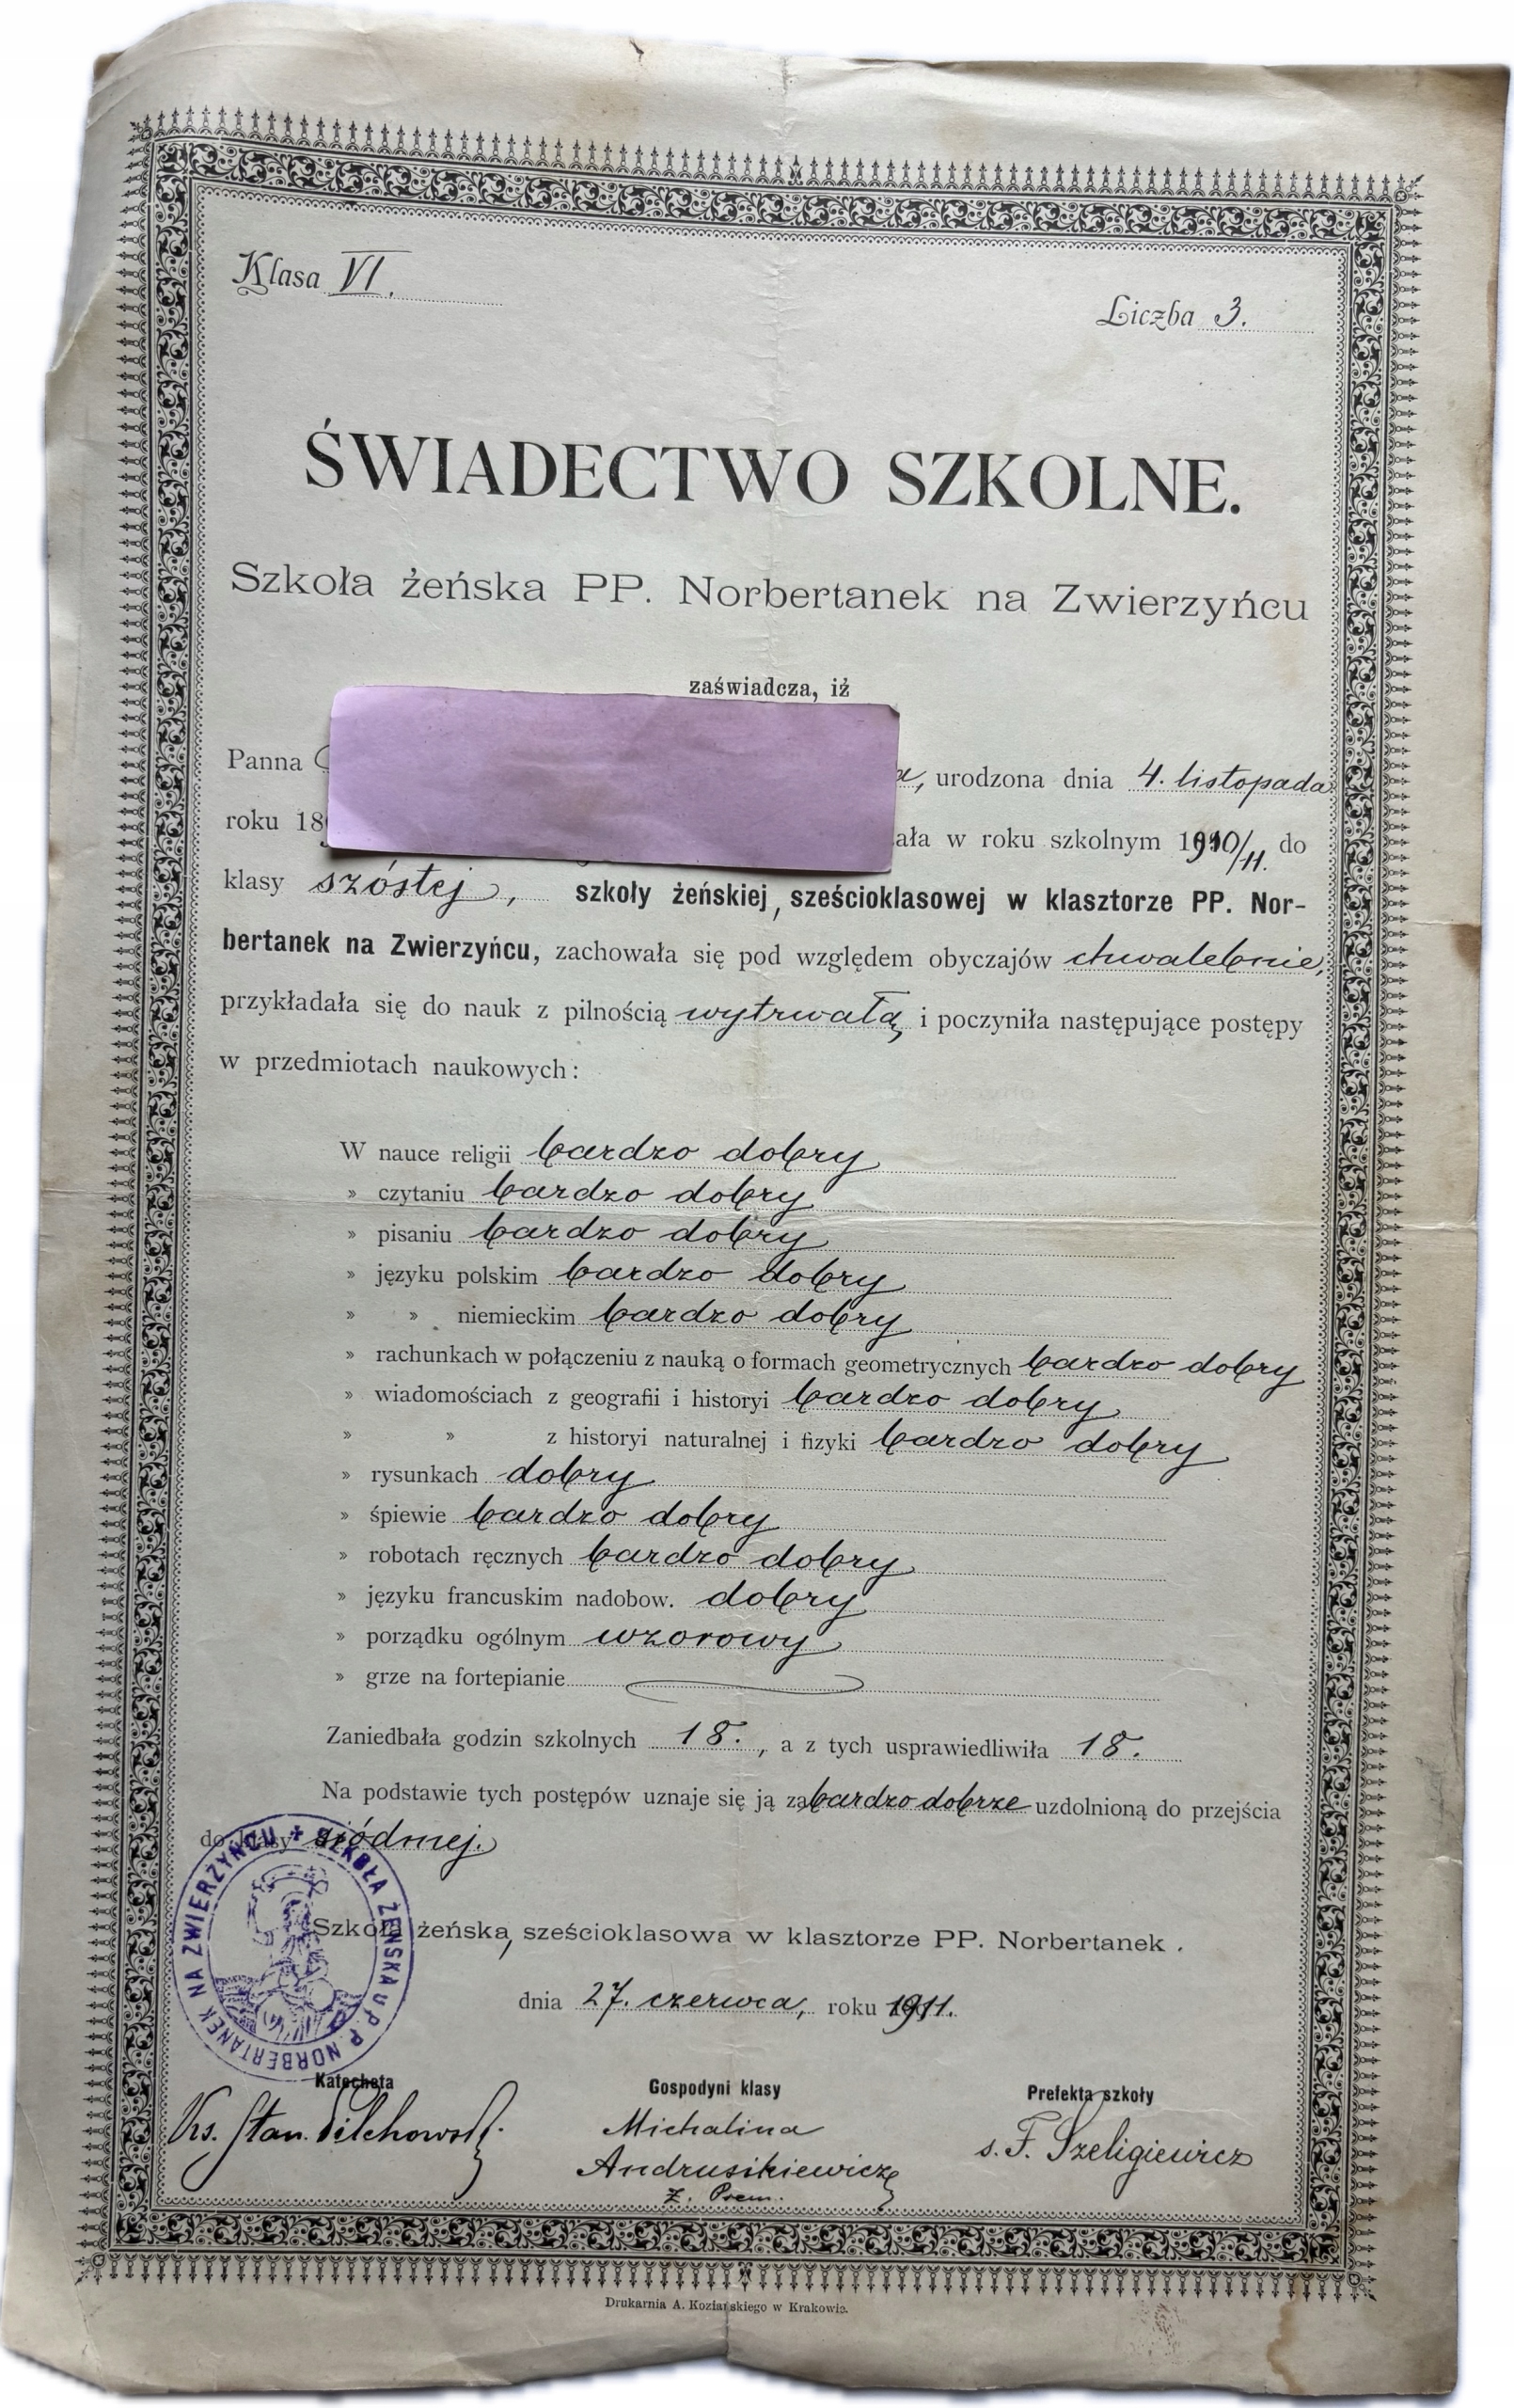 Klasa VI.
Liczba 3.
ŚWIADECTWO SZKOLNE.
Szkoła żeńska PP. Norbertanek na Zwierzyńcu
zaświadcza, iż
Panna a, urodzona dnia 4. listopada
roku 18 ała w roku szkolnym 1910/11. do
klasy szóstej, szkoły żeńskiej, sześcioklasowej w klasztorze PP. Nor-
bertanek na Zwierzyńcu, zachowała się pod względem obyczajów chwalebnie,
przykładała się do nauk z pilnością wytrwałą i poczyniła następujące postępy
w przedmiotach naukowych:
W nauce religii bardzo dobry
» czytaniu bardzo dobry
» pisaniu bardzo dobry
» języku polskim bardzo dobry
» » niemieckim bardzo dobry
» rachunkach w połączeniu z nauką o formach geometrycznych bardzo dobry
» wiadomościach z geografii i historyi bardzo dobry
» » z historyi naturalnej i fizyki bardzo dobry
» rysunkach dobry
» śpiewie bardzo dobry
» robotach ręcznych bardzo dobry
» języku francuskim nadobow. dobry
» porządku ogólnym wzorowy
» grze na fortepianie
Zaniedbała godzin szkolnych 18., a z tych usprawiedliwiła 18.
Na podstawie tych postępów uznaje się ją za bardzo dobrze uzdolnioną do przejścia
do klasy siódmej.
Szkoła żeńska, sześcioklasowa w klasztorze PP. Norbertanek.
dnia 27. czerwca, roku 1911.
SZKOŁA ŻEŃSKA U P.P. NORBERTANEK NA ZWIERZYŃCU
Katecheta
Gospodyni klasy
Prefekta szkoły
Ks. Stan. Pilchowski
Michalina
Andrusikiewicz
Z. Prem.
s. F. Szeligiewicz
Drukarnia A. Koziańskiego w Krakowie.